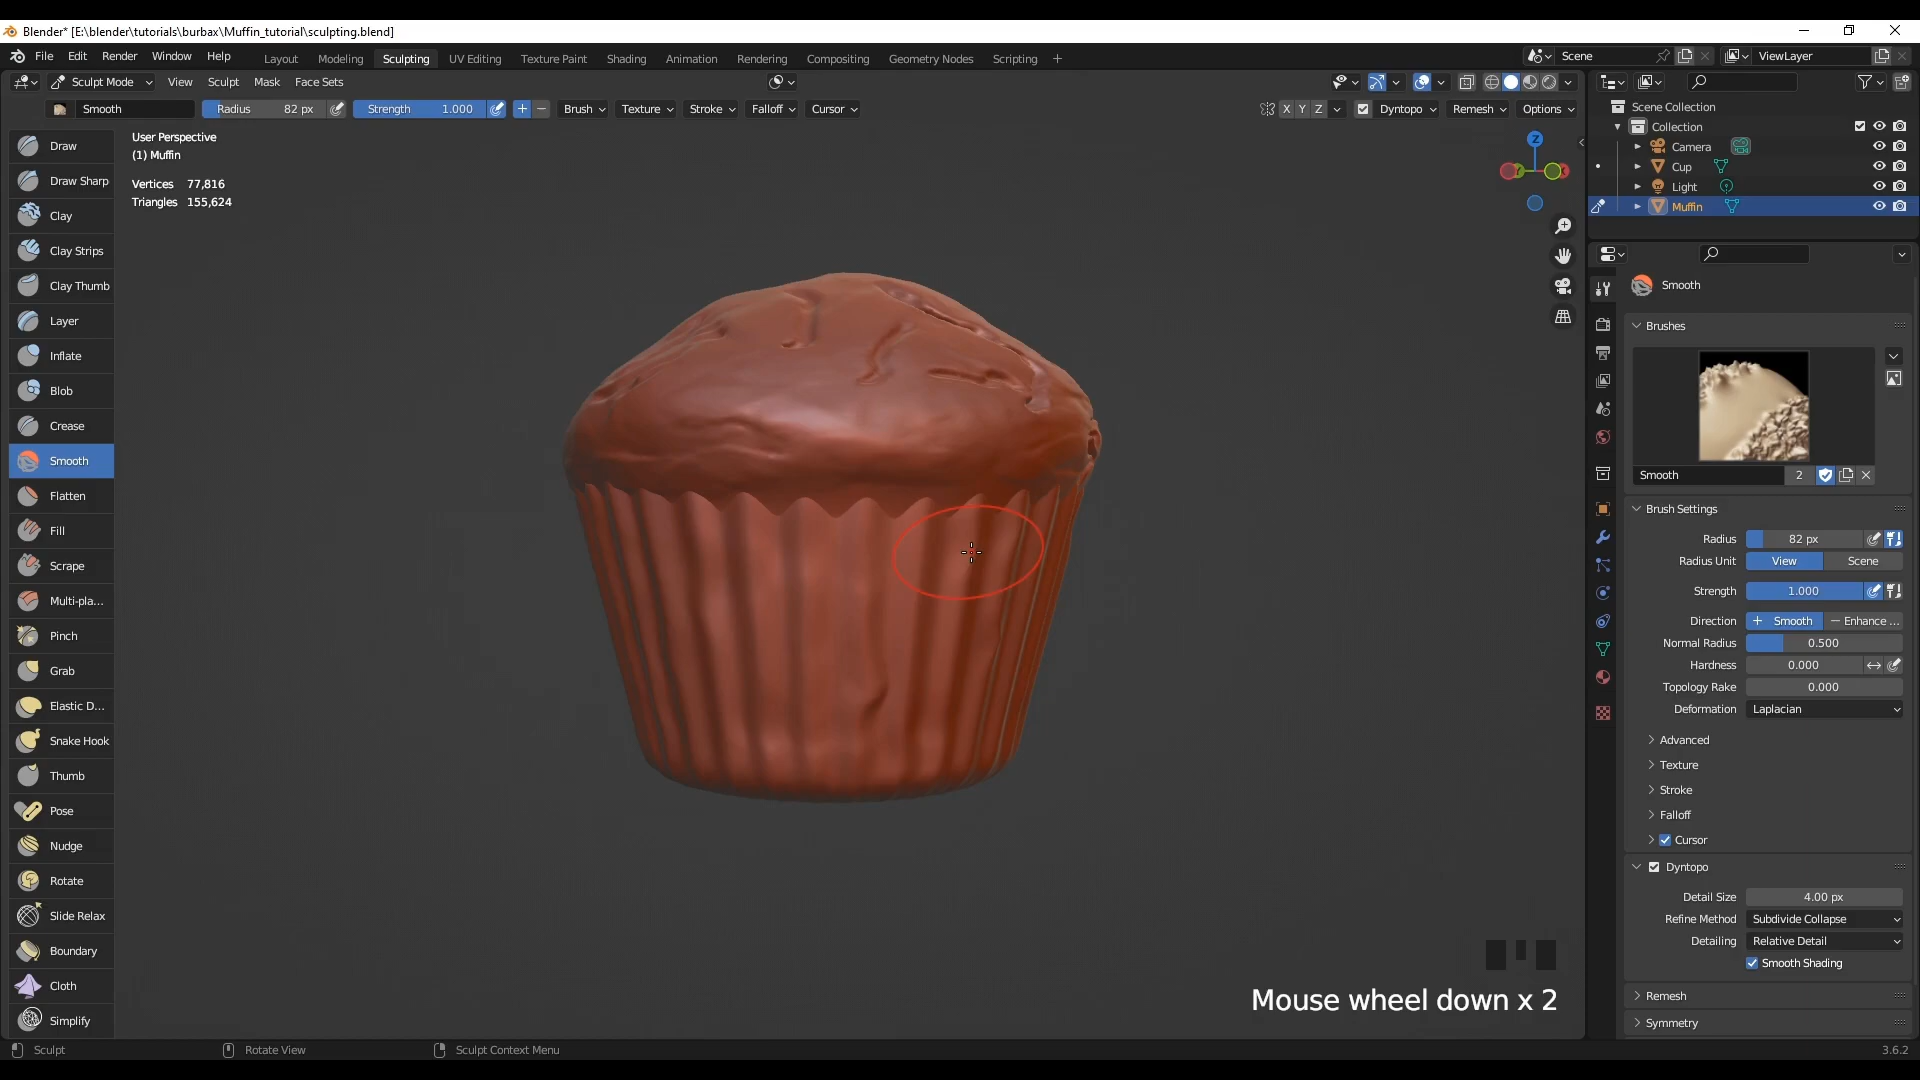 Blender* [E:\blender\tutorials\burbax\Muffin_tutorial\sculpting.blend]
File Edit Render Window Help
Layout Modeling Sculpting UV Editing Texture Paint Shading Animation Rendering Compositing Geometry Nodes Scripting +
Scene
ViewLayer
Sculpt Mode View Sculpt Mask Face Sets
Smooth Radius 82 px Strength 1.000 Brush Texture Stroke Falloff Cursor
X Y Z Dyntopo Remesh Options
User Perspective
(1) Muffin
Vertices 77,816
Triangles 155,624
Draw
Draw Sharp
Clay
Clay Strips
Clay Thumb
Layer
Inflate
Blob
Crease
Smooth
Flatten
Fill
Scrape
Multi-pla...
Pinch
Grab
Elastic D...
Snake Hook
Thumb
Pose
Nudge
Rotate
Slide Relax
Boundary
Cloth
Simplify
Z
Mouse wheel down x 2
Scene Collection
Collection
Camera
Cup
Light
Muffin
Smooth
Brushes
Smooth 2
Brush Settings
Radius 82 px
Radius Unit View Scene
Strength 1.000
Direction + Smooth — Enhance ...
Normal Radius 0.500
Hardness 0.000
Topology Rake 0.000
Deformation Laplacian
Advanced
Texture
Stroke
Falloff
Cursor
Dyntopo
Detail Size 4.00 px
Refine Method Subdivide Collapse
Detailing Relative Detail
Smooth Shading
Remesh
Symmetry
Sculpt Rotate View Sculpt Context Menu 3.6.2